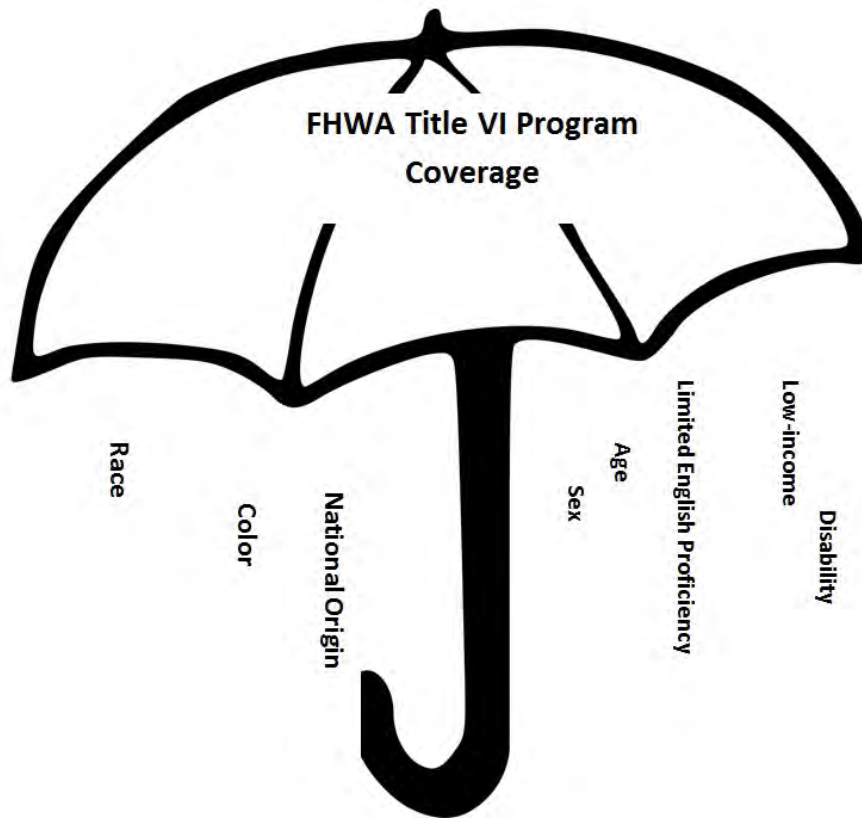 FHWA Title VI Program
Coverage
Race
Color
National Origin
Sex
Age
Limited English Proficiency
Low-income
Disability